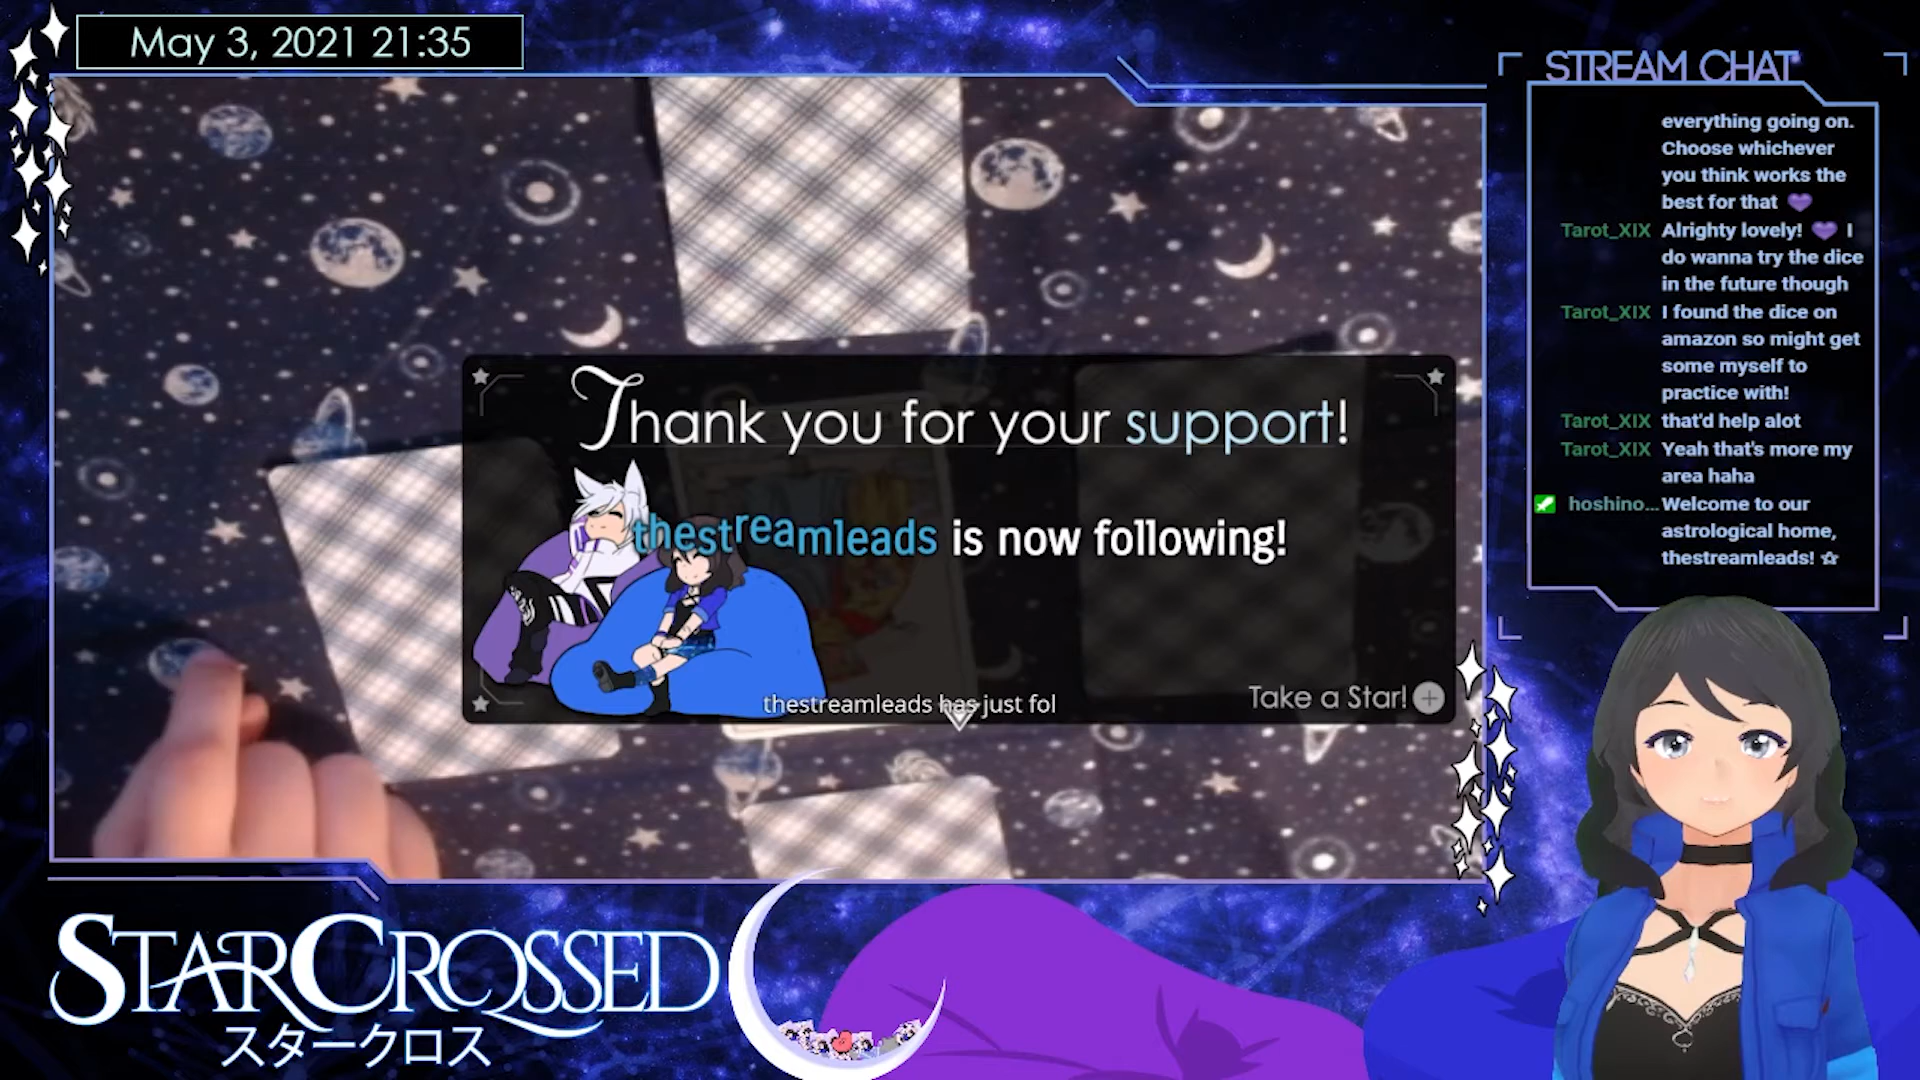 May 3, 2021 21:35
STREAM CHAT
everything going on.
Choose whichever
you think works the
best for that 💜
Tarot_XIX Alrighty lovely! 💜 I
do wanna try the dice
in the future though
Tarot_XIX I found the dice on
amazon so might get
some myself to
practice with!
Tarot_XIX that'd help alot
Tarot_XIX Yeah that's more my
area haha
hoshino... Welcome to our
astrological home,
thestreamleads! ☆
Thank you for your support!
thestreamleads is now following!
thestreamleads has just fol
Take a Star!
STARCROSSED
スタークロス